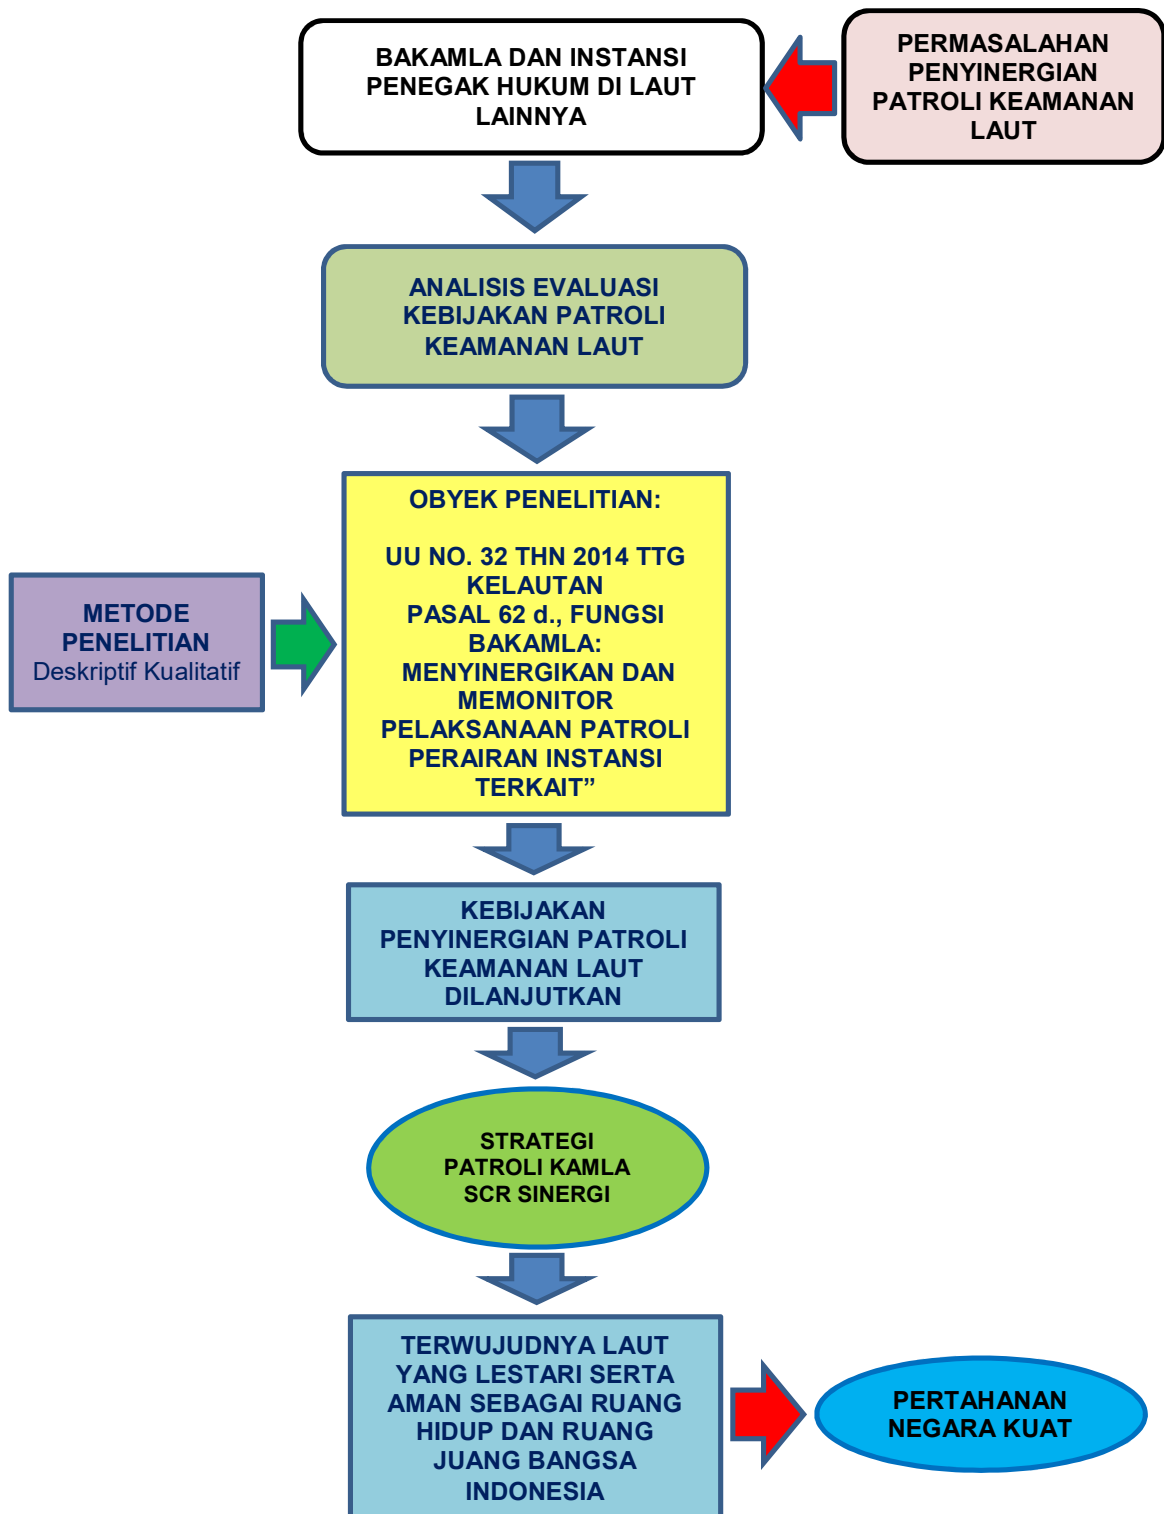 BAKAMLA DAN INSTANSI
PENEGAK HUKUM DI LAUT
LAINNYA
PERMASALAHAN
PENYINERGIAN
PATROLI KEAMANAN
LAUT
ANALISIS EVALUASI
KEBIJAKAN PATROLI
KEAMANAN LAUT
OBYEK PENELITIAN:
UU NO. 32 THN 2014 TTG
KELAUTAN
PASAL 62 d., FUNGSI
BAKAMLA:
MENYINERGIKAN DAN
MEMONITOR
PELAKSANAAN PATROLI
PERAIRAN INSTANSI
TERKAIT”
METODE
PENELITIAN
Deskriptif Kualitatif
KEBIJAKAN
PENYINERGIAN PATROLI
KEAMANAN LAUT
DILANJUTKAN
STRATEGI
PATROLI KAMLA
SCR SINERGI
TERWUJUDNYA LAUT
YANG LESTARI SERTA
AMAN SEBAGAI RUANG
HIDUP DAN RUANG
JUANG BANGSA
INDONESIA
PERTAHANAN
NEGARA KUAT